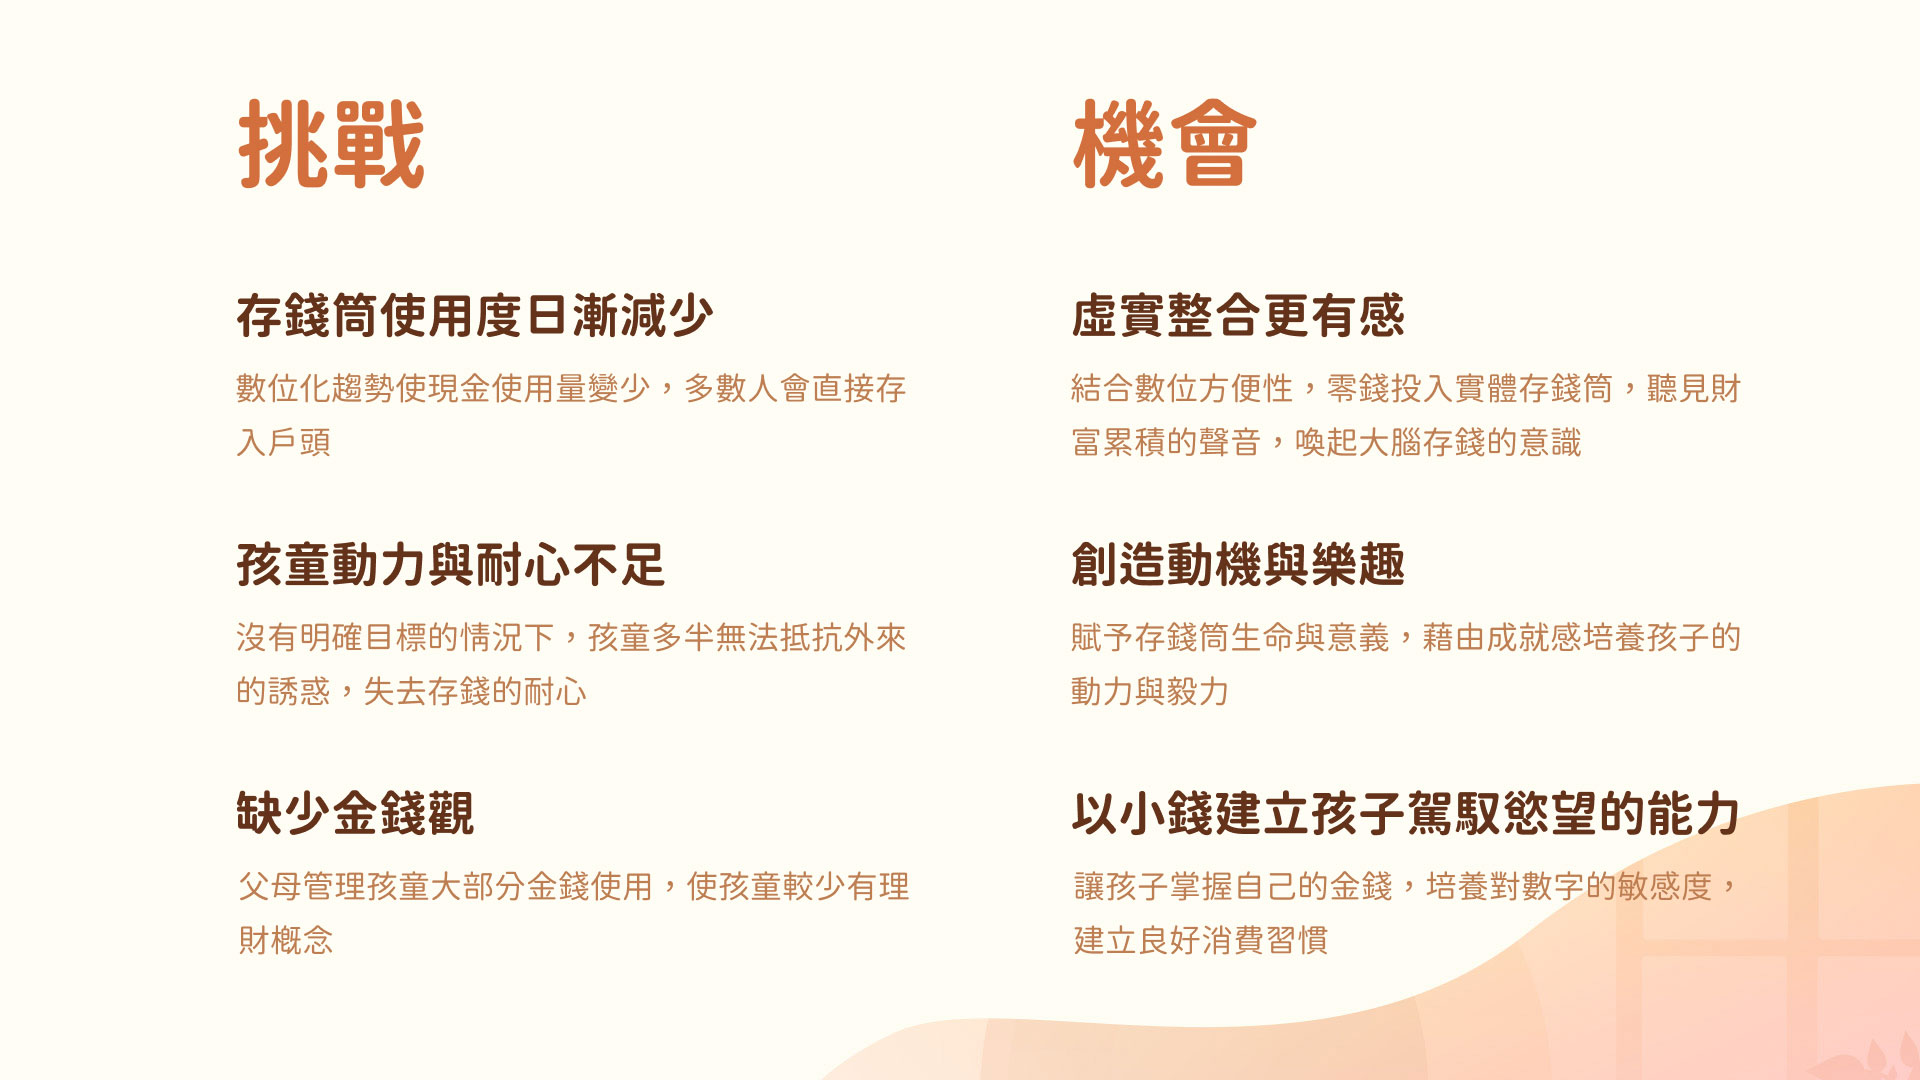 挑戰
存錢筒使用度日漸減少
數位化趨勢使現金使用量變少，多數人會直接存
入戶頭
孩童動力與耐心不足
沒有明確目標的情況下，孩童多半無法抵抗外來
的誘惑，失去存錢的耐心
缺少金錢觀
父母管理孩童大部分金錢使用，使孩童較少有理
財概念
機會
虛實整合更有感
結合數位方便性，零錢投入實體存錢筒，聽見財
富累積的聲音，喚起大腦存錢的意識
創造動機與樂趣
賦予存錢筒生命與意義，藉由成就感培養孩子的
動力與毅力
以小錢建立孩子駕馭慾望的能力
讓孩子掌握自己的金錢，培養對數字的敏感度，
建立良好消費習慣